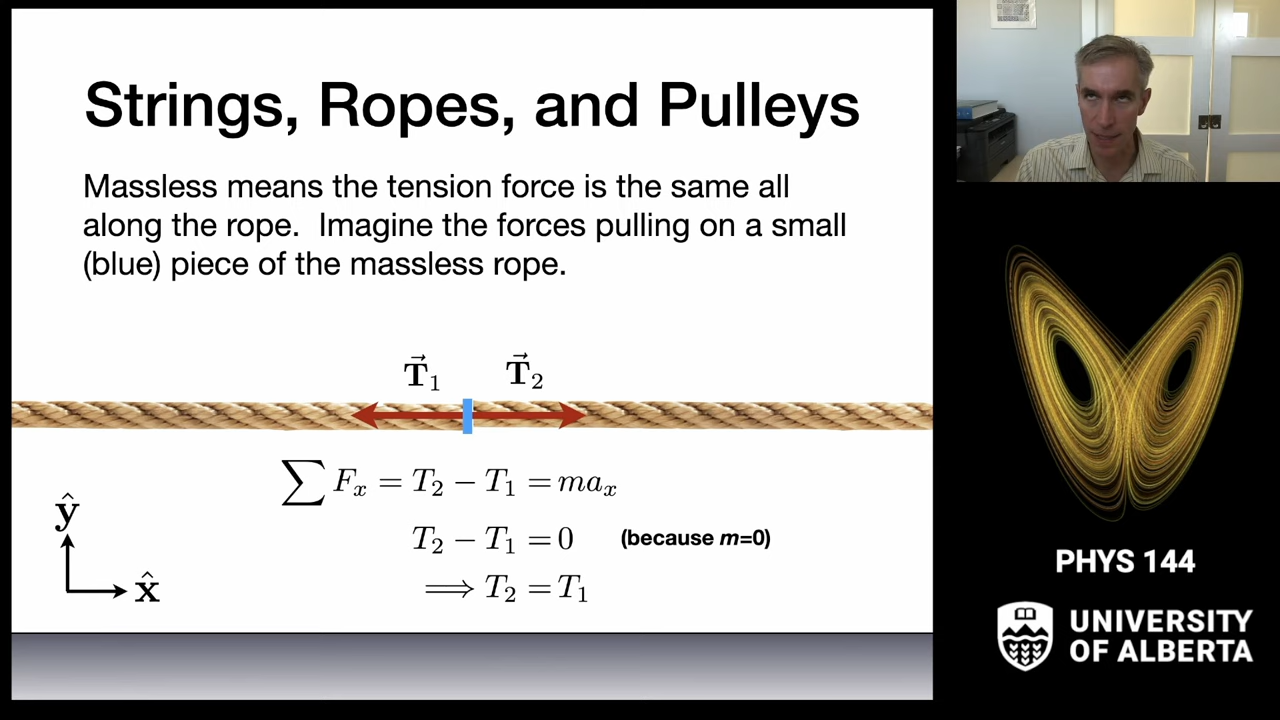 Strings, Ropes, and Pulleys
Massless means the tension force is the same all
along the rope. Imagine the forces pulling on a small
(blue) piece of the massless rope.
T⃗₁ T⃗₂
∑ Fₓ = T₂ − T₁ = maₓ
T₂ − T₁ = 0 (because m=0)
⟹ T₂ = T₁
ŷ
x̂
PHYS 144
UNIVERSITY
OF ALBERTA